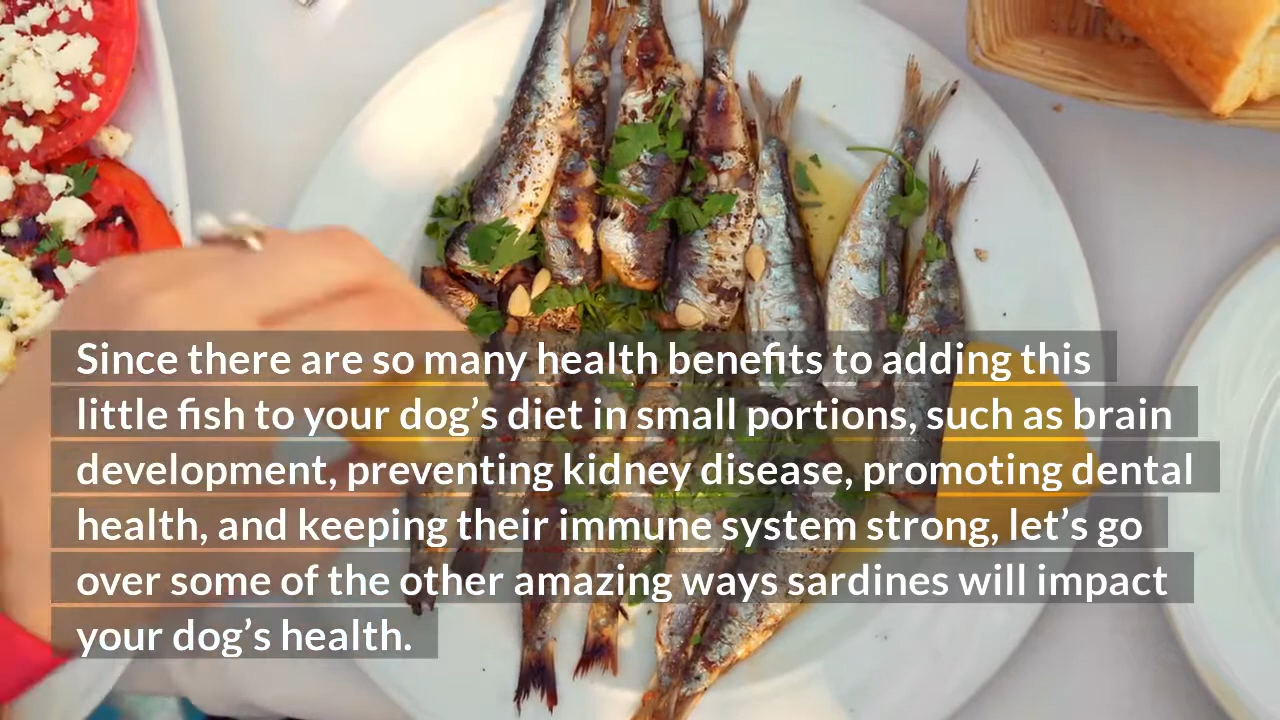 Since there are so many health benefits to adding this
little fish to your dog’s diet in small portions, such as brain
development, preventing kidney disease, promoting dental
health, and keeping their immune system strong, let’s go
over some of the other amazing ways sardines will impact
your dog’s health.